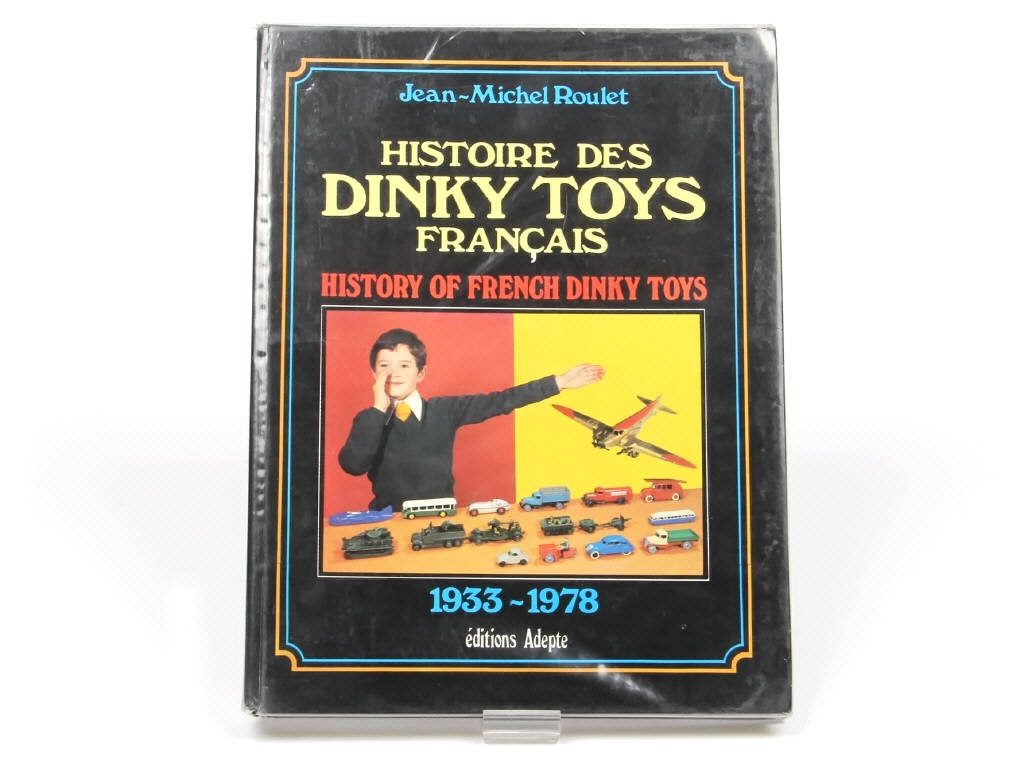 Jean~Michel Roulet
HISTOIRE DES
DINKY TOYS
FRANÇAIS
HISTORY OF FRENCH DINKY TOYS
1933~1978
éditions Adepte